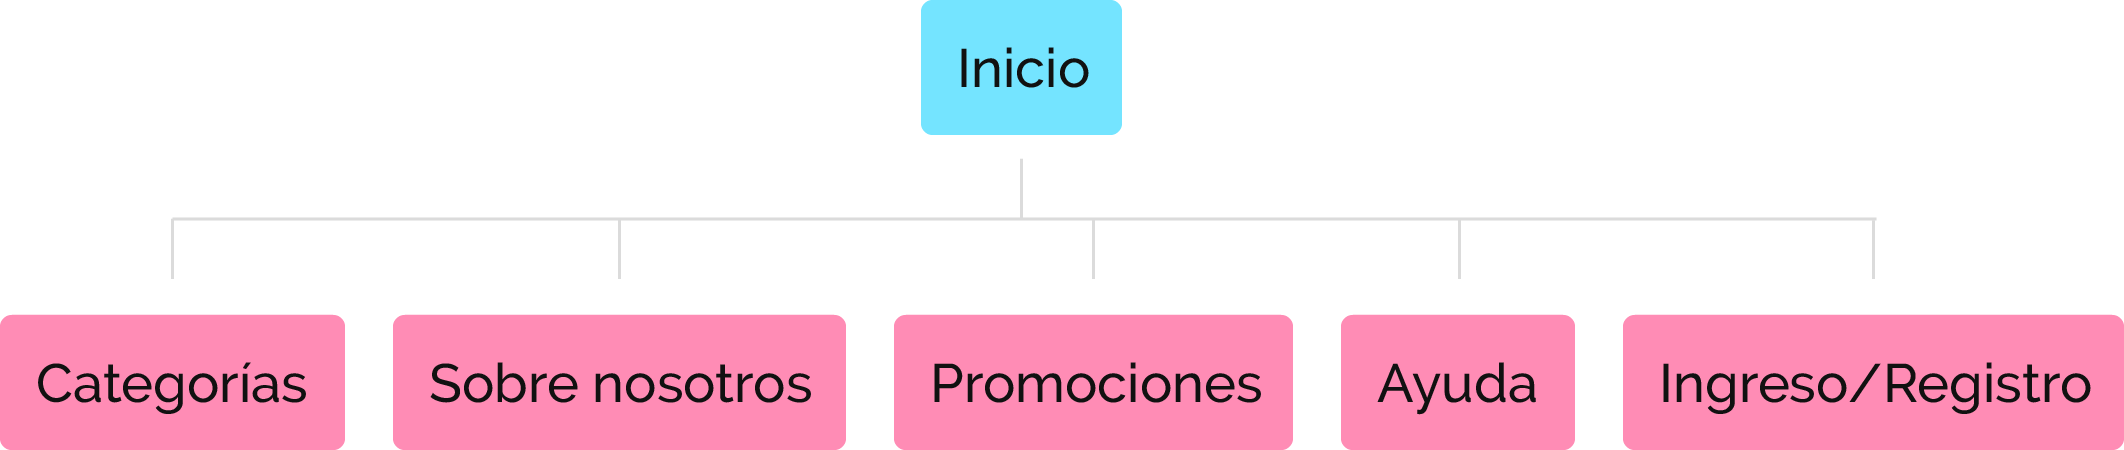 Inicio
Categorías
Sobre nosotros
Promociones
Ayuda
Ingreso/Registro